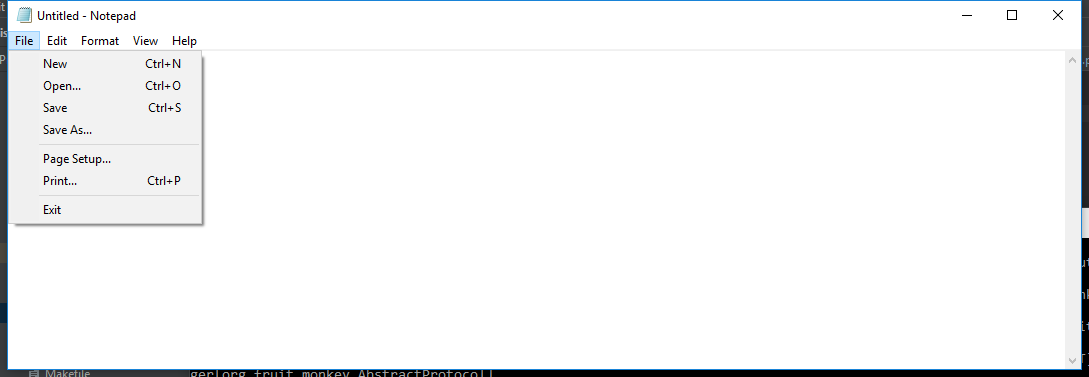 Untitled - Notepad
File Edit Format View Help
New Ctrl+N
Open... Ctrl+O
Save Ctrl+S
Save As...
Page Setup...
Print... Ctrl+P
Exit
Makefile
ger[org.fruit.monkey.AbstractProtocol]